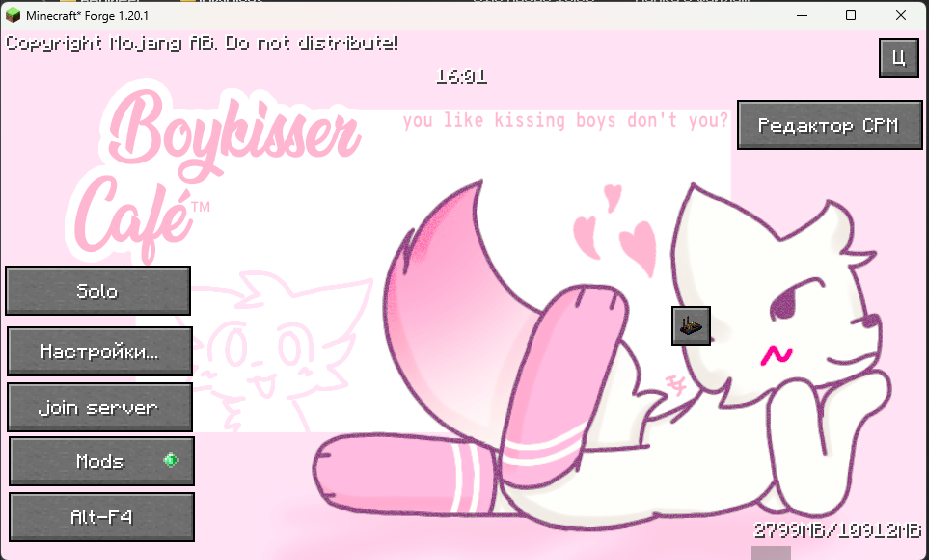 Minecraft* Forge 1.20.1
Copyright Mojang AB. Do not distribute!
Ц
16:01
Boykisser
Café™
you like kissing boys don't you?
Редактор CPM
Solo
Настройки...
join server
Mods
Alt-F4
2799MB/19912MB